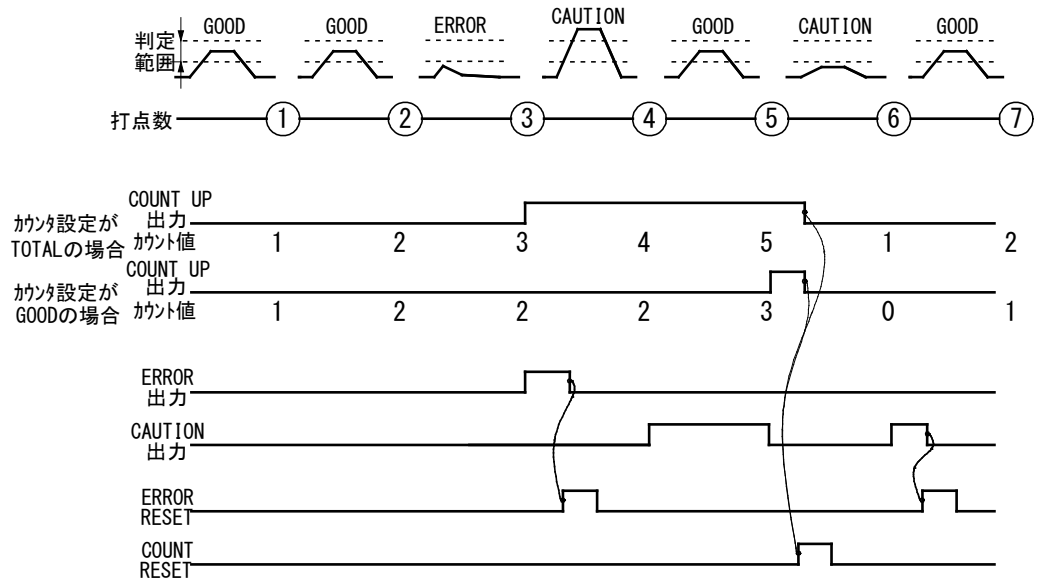 GOOD GOOD ERROR CAUTION GOOD CAUTION GOOD
判定
範囲
打点数 1 2 3 4 5 6 7
COUNT UP
出力
カウンタ設定が
TOTALの場合 カウント値 1 2 3 4 5 1 2
COUNT UP
出力
カウンタ設定が
GOODの場合 カウント値 1 2 2 2 3 0 1
ERROR
出力
CAUTION
出力
ERROR
RESET
COUNT
RESET